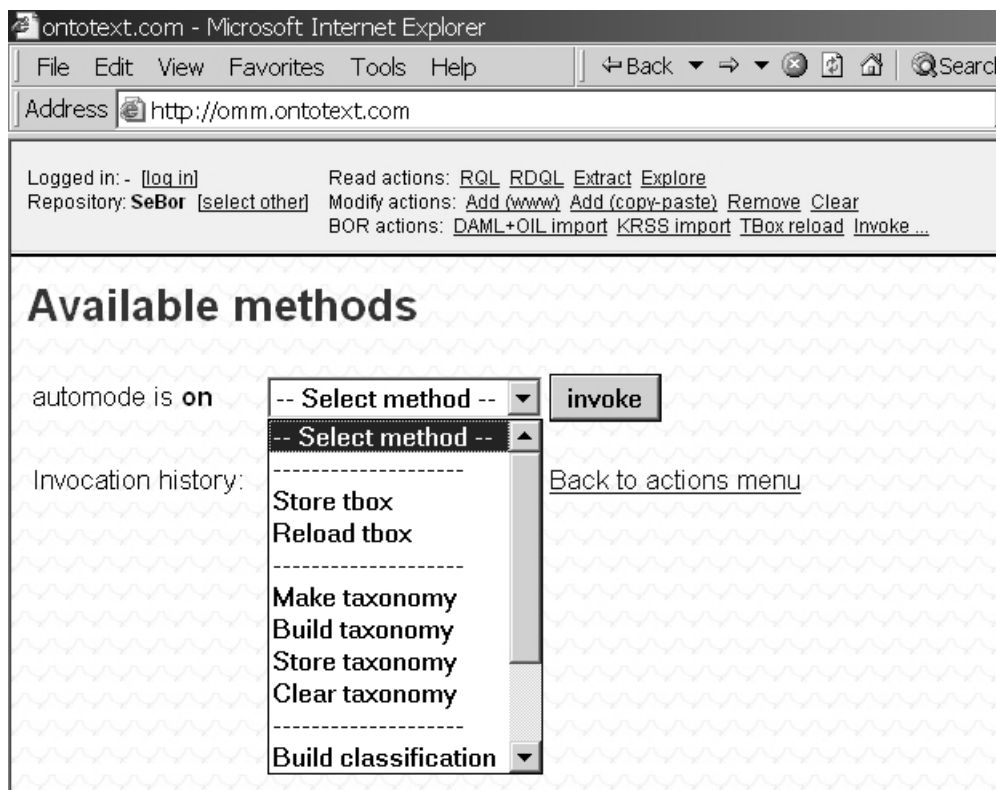 ontotext.com - Microsoft Internet Explorer
File Edit View Favorites Tools Help Back Search
Address http://omm.ontotext.com
Logged in: - [log in] Read actions: RQL RDQL Extract Explore
Repository: SeBor [select other] Modify actions: Add (www) Add (copy-paste) Remove Clear
BOR actions: DAML+OIL import KRSS import TBox reload Invoke ...
Available methods
automode is on -- Select method -- invoke
-- Select method --
--------------------
Invocation history: Back to actions menu
Store tbox
Reload tbox
--------------------
Make taxonomy
Build taxonomy
Store taxonomy
Clear taxonomy
--------------------
Build classification